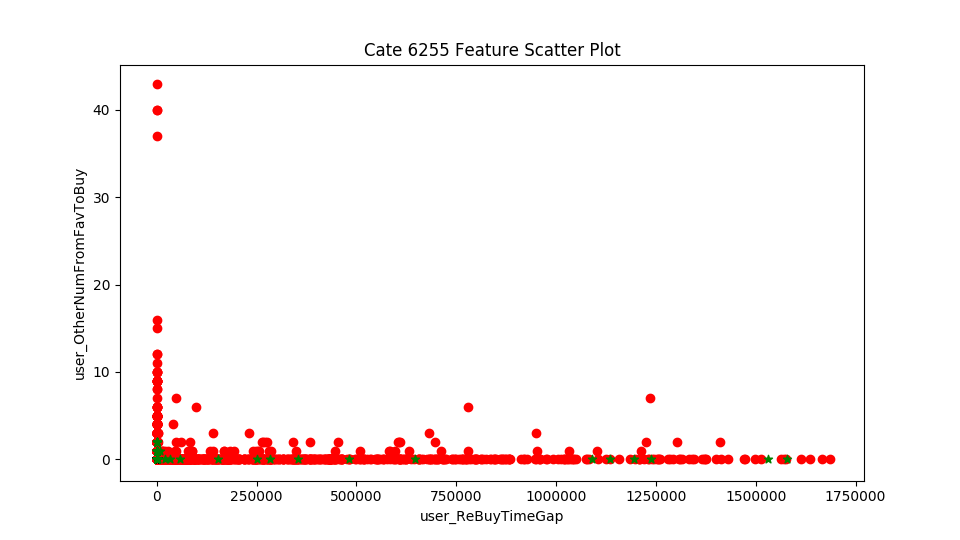 Cate 6255 Feature Scatter Plot
user_OtherNumFromFavToBuy
40
30
20
10
0
0 250000 500000 750000 1000000 1250000 1500000 1750000
user_ReBuyTimeGap